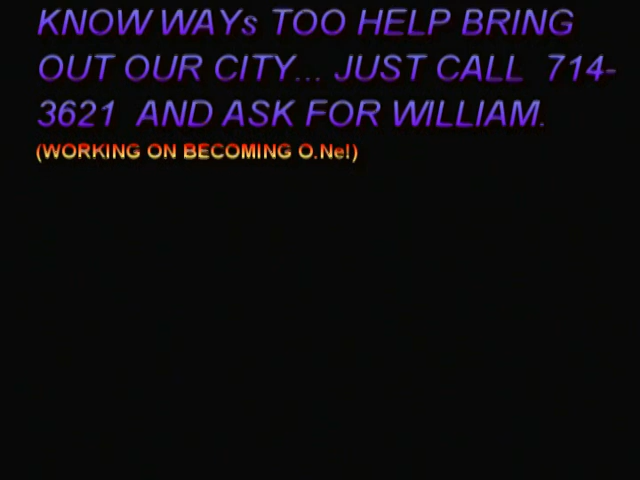 KNOW WAYs TOO HELP BRING
OUT OUR CITY... JUST CALL 714-
3621 AND ASK FOR WILLIAM.
(WORKING ON BECOMING O.Ne!)